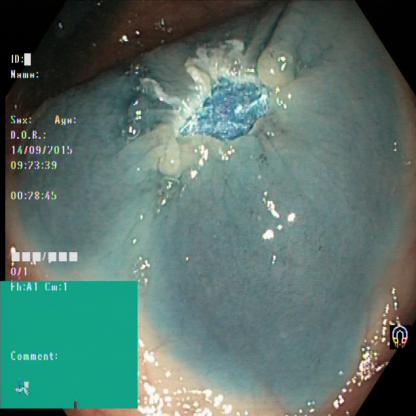 ID:
Name:
Sex: Age:
D.O.B.:
14/09/2015
09:23:39
00:28:45
0/1
Eh:A1 Cm:1
Comment: